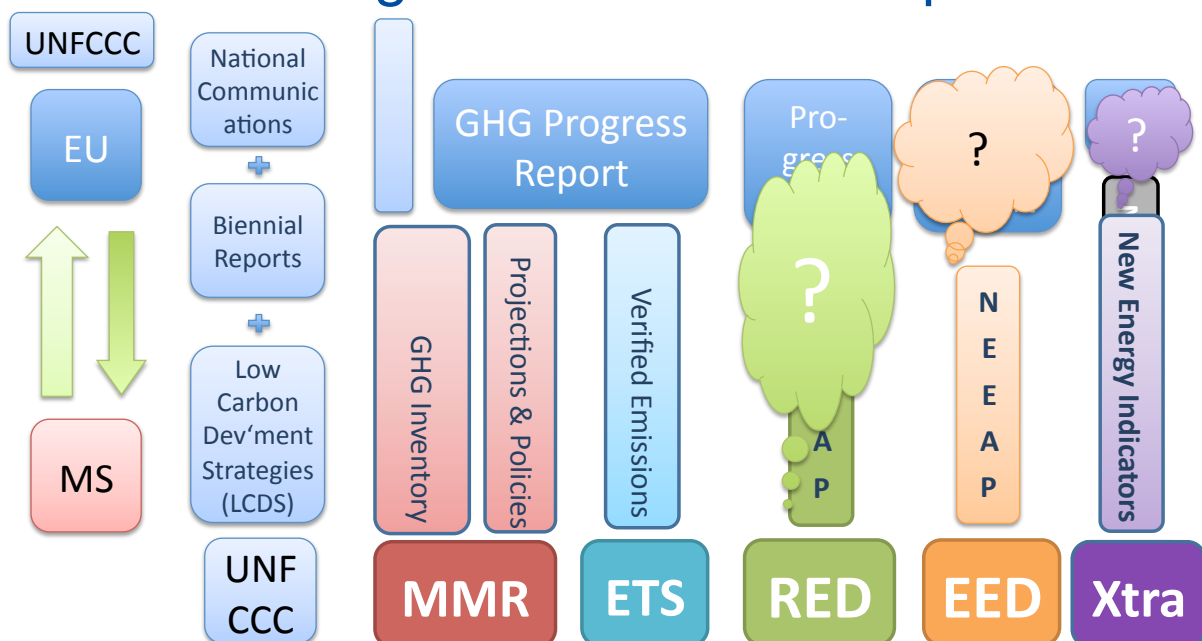 UNFCCC
EU
MS
National
Communic
ations
Biennial
Reports
Low
Carbon
Dev'ment
Strategies
(LCDS)
UNF
CCC
GHG Progress
Report
GHG Inventory
Projections & Policies
MMR
Verified Emissions
ETS
Pro-
?
A
P
RED
?
N
E
E
A
P
EED
?
New Energy Indicators
Xtra